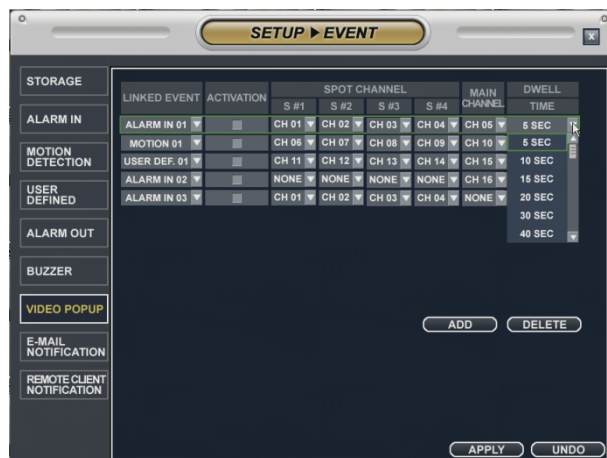 SETUP ▶ EVENT
X
STORAGE
ALARM IN
MOTION
DETECTION
USER
DEFINED
ALARM OUT
BUZZER
VIDEO POPUP
E-MAIL
NOTIFICATION
REMOTE CLIENT
NOTIFICATION
LINKED EVENT ACTIVATION SPOT CHANNEL MAIN CHANNEL DWELL TIME
S #1 S #2 S #3 S #4
ALARM IN 01 CH 01 CH 02 CH 03 CH 04 CH 05 5 SEC
MOTION 01 CH 06 CH 07 CH 08 CH 09 CH 10 5 SEC
USER DEF. 01 CH 11 CH 12 CH 13 CH 14 CH 15 10 SEC
ALARM IN 02 NONE NONE NONE NONE CH 16 15 SEC
ALARM IN 03 CH 01 CH 02 CH 03 CH 04 NONE 20 SEC
30 SEC
40 SEC
ADD DELETE
APPLY UNDO